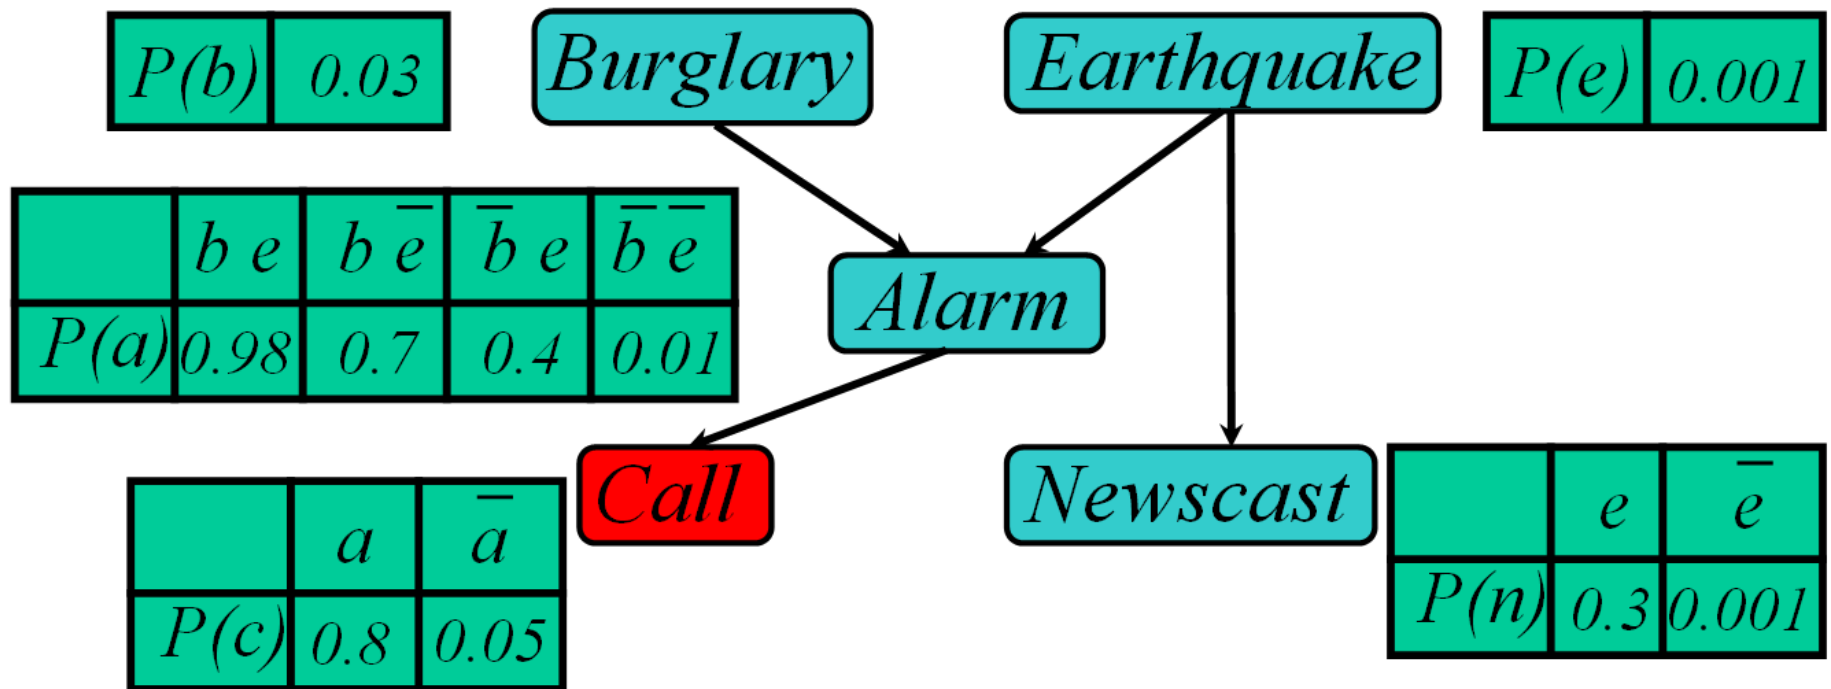 P(b) 0.03
Burglary
Earthquake
P(e) 0.001
b e b e̅ b̅ e b̅ e̅
P(a) 0.98 0.7 0.4 0.01
Alarm
Call
Newscast
a a̅
P(c) 0.8 0.05
e e̅
P(n) 0.3 0.001